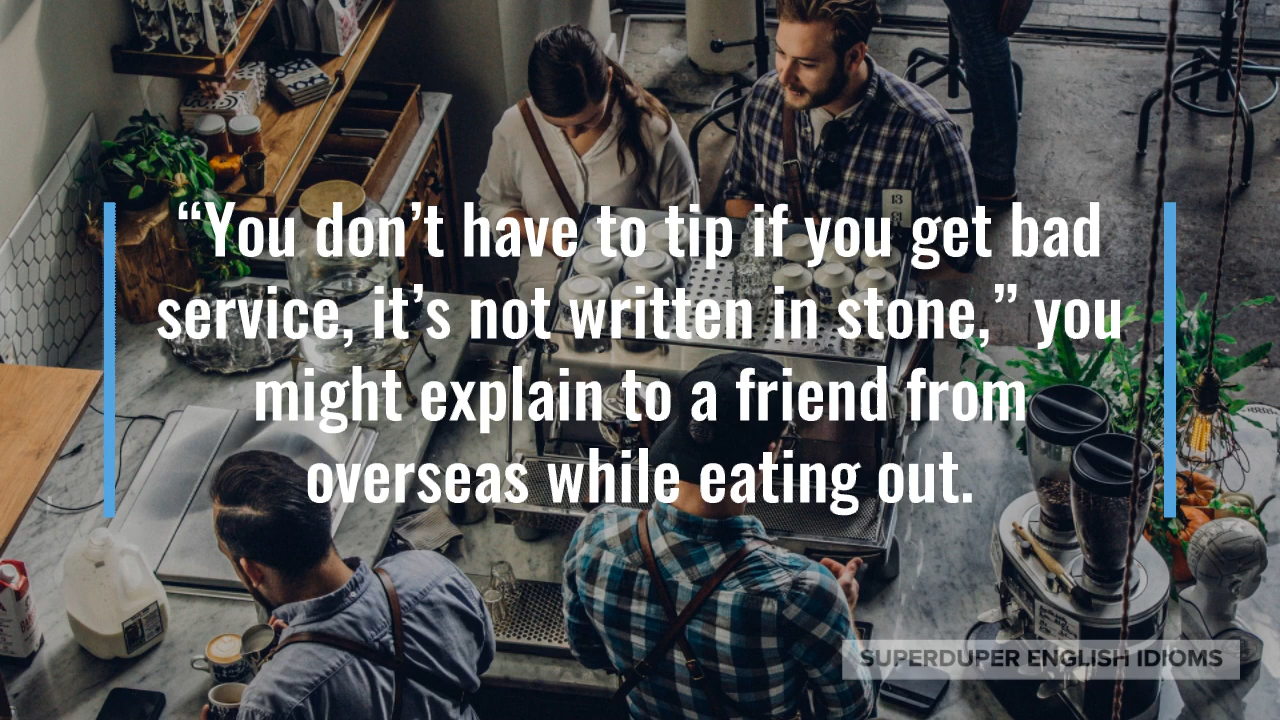 “You don’t have to tip if you get bad
service, it’s not written in stone,” you
might explain to a friend from
overseas while eating out.
13
SUPERDUPER ENGLISH IDIOMS